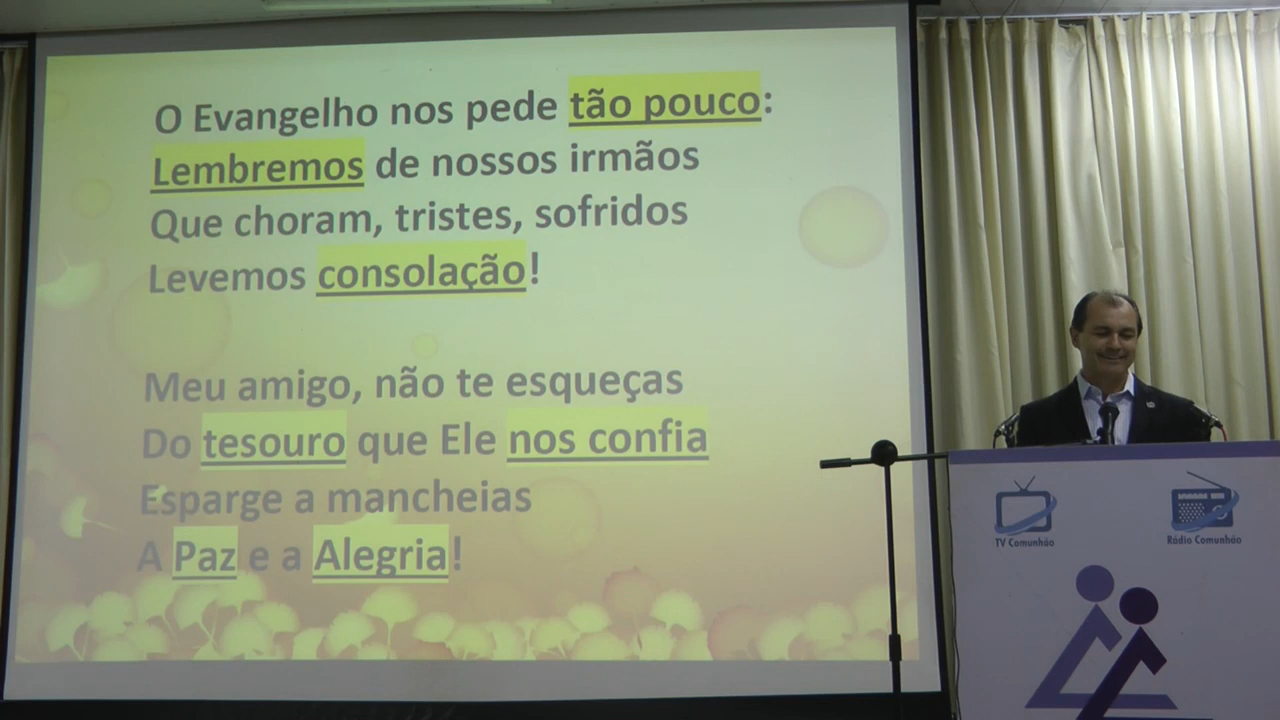 O Evangelho nos pede tão pouco:
Lembremos de nossos irmãos
Que choram, tristes, sofridos
Levemos consolação!
Meu amigo, não te esqueças
Do tesouro que Ele nos confia
Esparge a mancheias
A Paz e a Alegria!
TV Comunhão
Rádio Comunhão